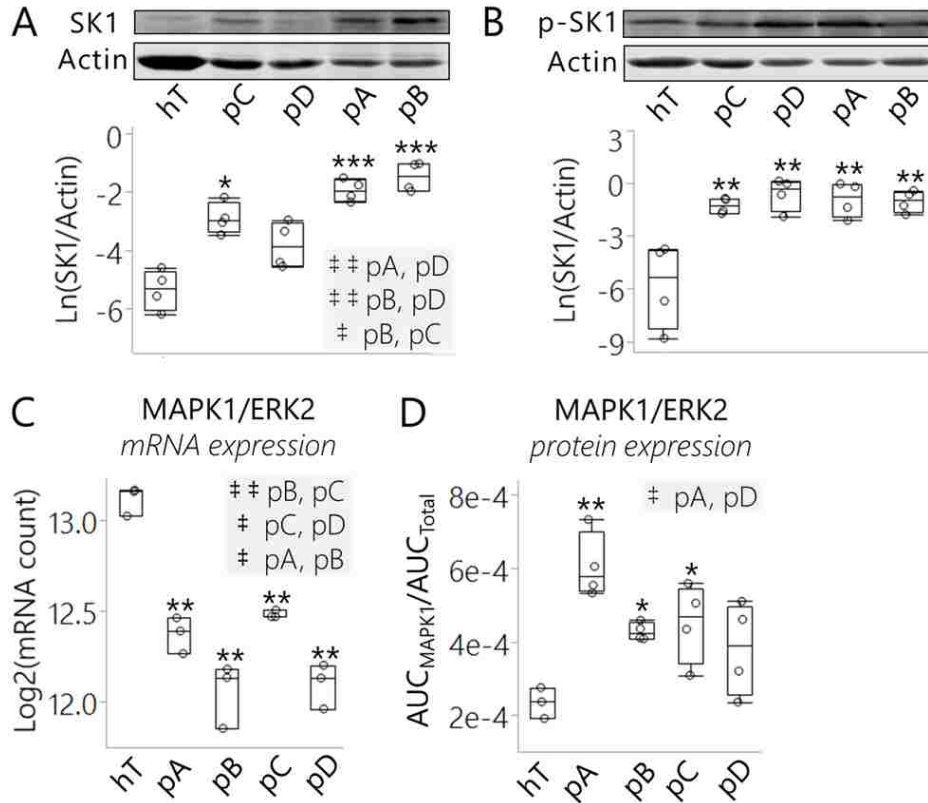 A
SK1
Actin
hT pC pD pA pB
Ln(SK1/Actin)
0
-2
-4
-6
*
***
***
‡‡ pA, pD
‡‡ pB, pD
‡ pB, pC
B
p-SK1
Actin
hT pC pD pA pB
Ln(SK1/Actin)
3
0
-3
-6
-9
**
**
**
**
C
MAPK1/ERK2
mRNA expression
‡‡ pB, pC
‡ pC, pD
‡ pA, pB
Log2(mRNA count)
13.0
12.5
12.0
**
**
**
**
hT pA pB pC pD
D
MAPK1/ERK2
protein expression
‡ pA, pD
AUCMAPK1/AUCTotal
8e-4
6e-4
4e-4
2e-4
**
*
*
hT pA pB pC pD